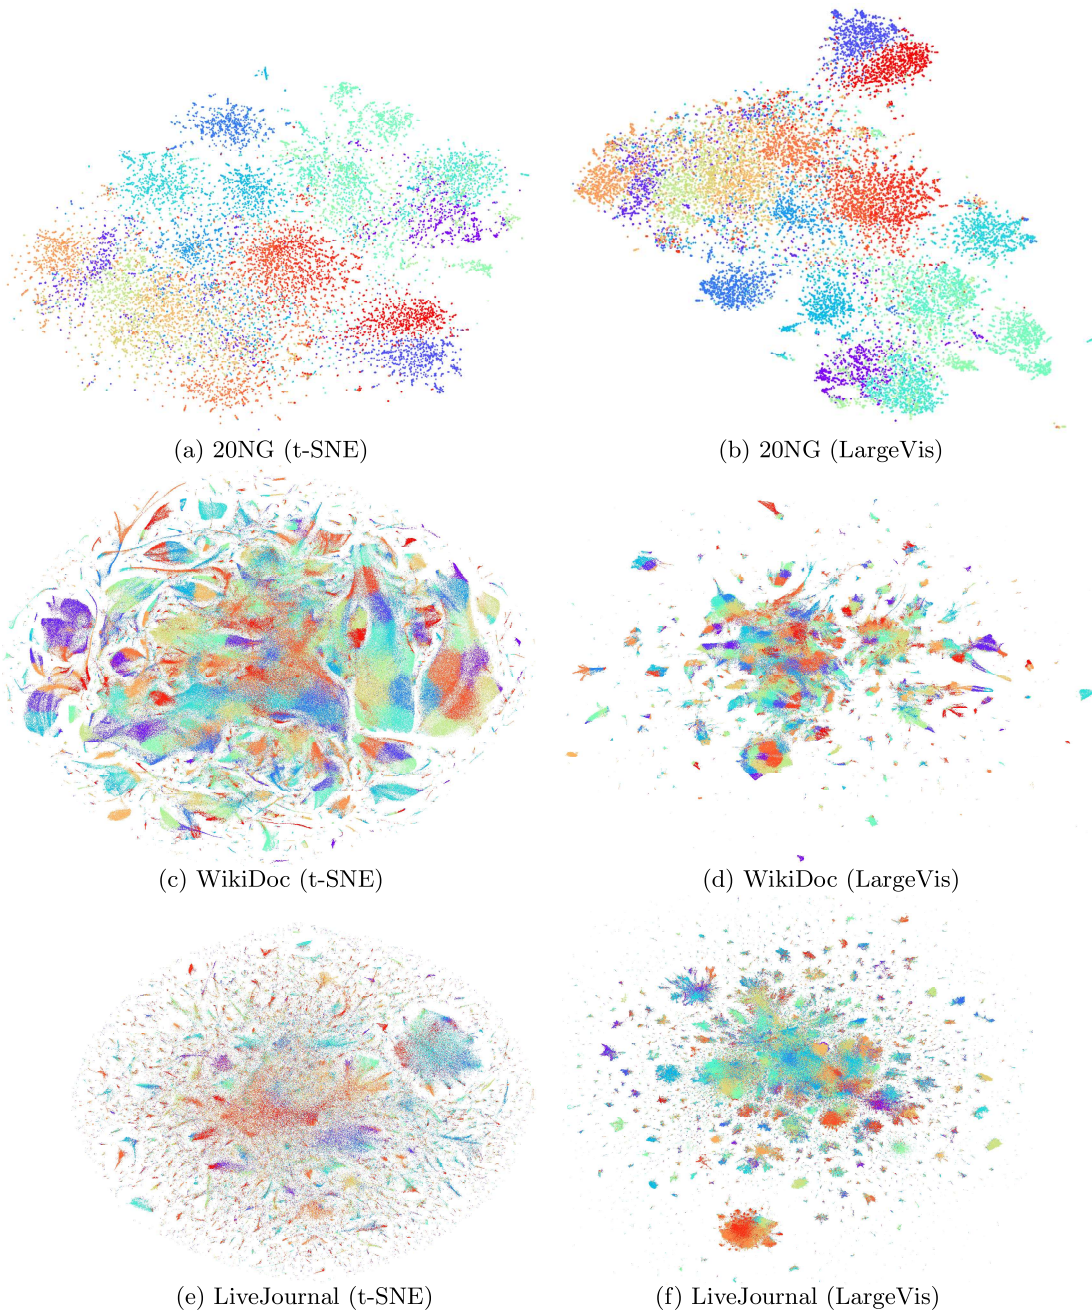 (a) 20NG (t-SNE)
(b) 20NG (LargeVis)
(c) WikiDoc (t-SNE)
(d) WikiDoc (LargeVis)
(e) LiveJournal (t-SNE)
(f) LiveJournal (LargeVis)